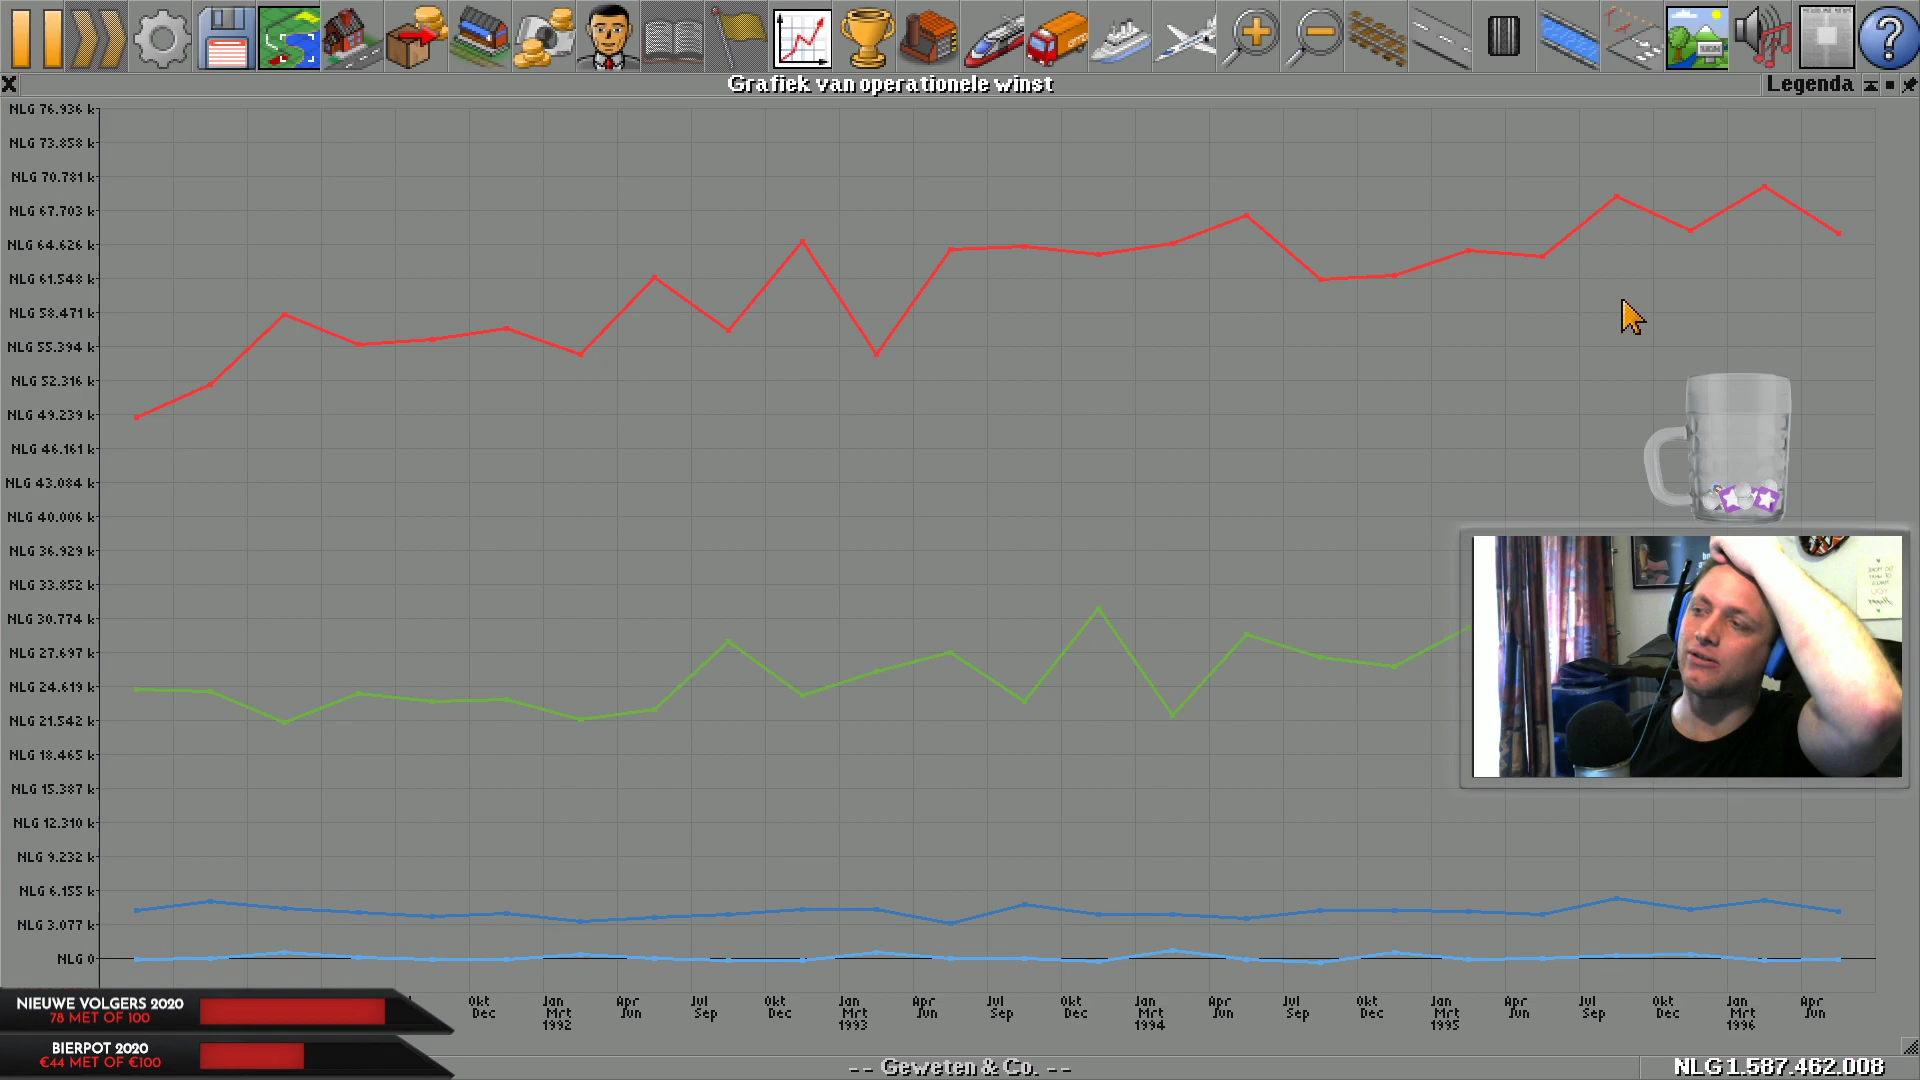 Grafiek van operationele winst
Legenda
NLG 76.936 k
NLG 73.858 k
NLG 70.781 k
NLG 67.703 k
NLG 64.626 k
NLG 61.548 k
NLG 58.471 k
NLG 55.394 k
NLG 52.316 k
NLG 49.239 k
NLG 46.161 k
NLG 43.084 k
NLG 40.006 k
NLG 36.929 k
NLG 33.852 k
NLG 30.774 k
NLG 27.697 k
NLG 24.619 k
NLG 21.542 k
NLG 18.465 k
NLG 15.387 k
NLG 12.310 k
NLG 9.232 k
NLG 6.155 k
NLG 3.077 k
NLG 0
Okt Jan Apr Jul Okt Jan Apr Jul Okt Jan Apr Jul Okt Jan Apr Jul Okt Jan Apr
Dec Mrt Jun Sep Dec Mrt Jun Sep Dec Mrt Jun Sep Dec Mrt Jun Sep Dec Mrt Jun
1992 1993 1994 1995 1996
NIEUWE VOLGERS 2020
78 MET OF 100
BIERPOT 2020
€44 MET OF €100
-- Geweten & Co. --
NLG 1.587.462.008